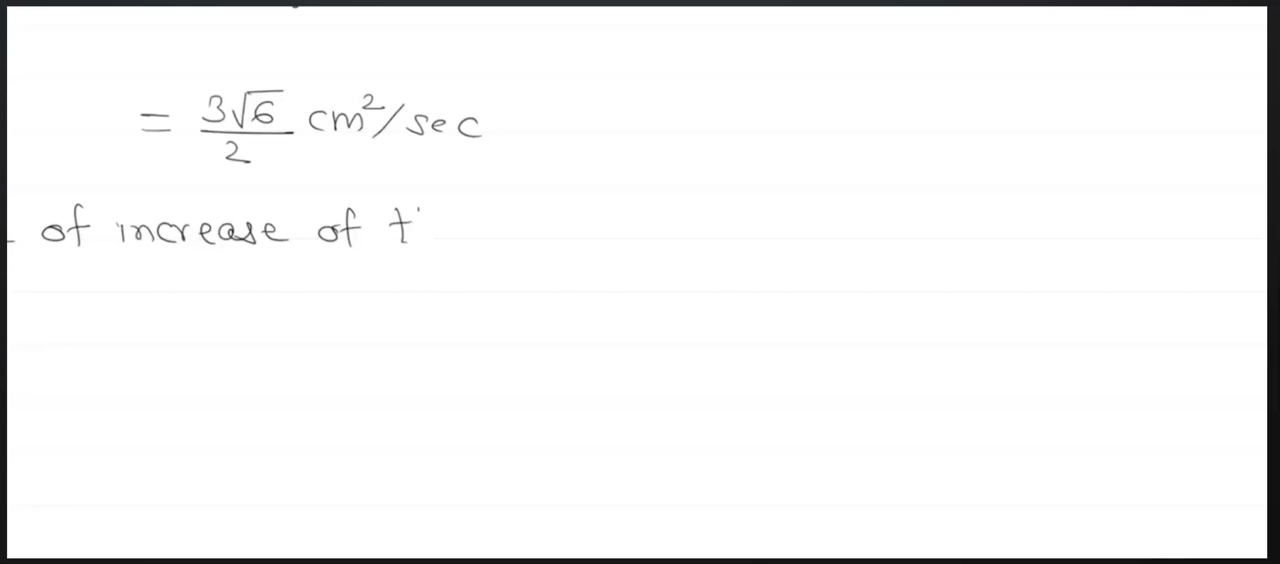 = 3√6/2 cm²/sec
of increase of t